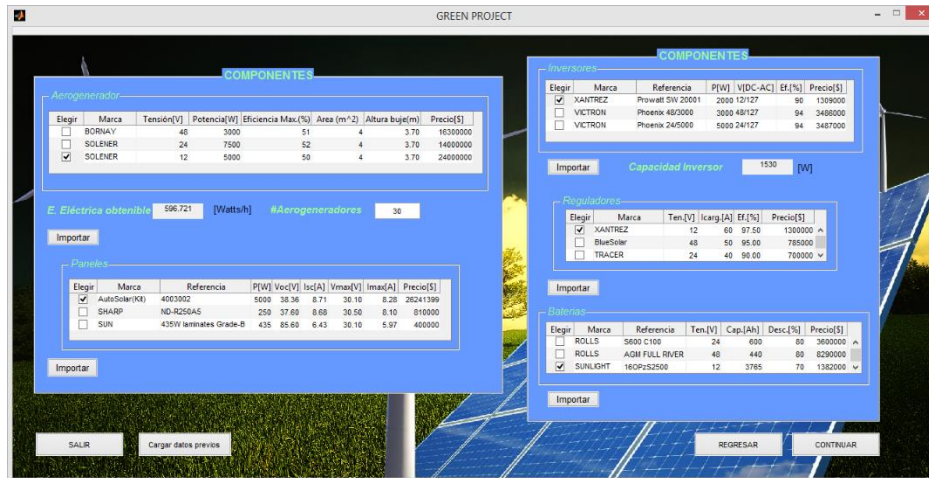 GREEN PROJECT
COMPONENTES
Aerogenerador
Elegir Marca Tensión[V] Potencia[W] Eficiencia Max.(%) Area (m^2) Altura buje(m) Precio[$]
BORNAY 48 3000 51 4 3.70 16300000
SOLENER 24 7500 52 4 3.70 14000000
SOLENER 12 5000 50 4 3.70 24000000
E. Eléctrica obtenible 596.721 [Watts/h] #Aerogeneradores 30
Importar
Paneles
Elegir Marca Referencia P[W] Voc[V] Isc[A] Vmax[V] Imax[A] Precio[$]
AutoSolar(Kit) 4003002 5000 38.36 8.71 30.10 8.28 26241399
SHARP ND-R250A5 250 37.60 8.68 30.50 8.10 810000
SUN 435W laminates Grade-B 435 85.60 6.43 30.10 5.97 400000
Importar
COMPONENTES
Inversores
Elegir Marca Referencia P[W] V[DC-AC] Ef.[%] Precio[$]
XANTREZ Prowatt SW 20001 2000 12/127 90 1309000
VICTRON Phoenix 48/3000 3000 48/127 94 3486000
VICTRON Phoenix 24/5000 5000 24/127 94 3487000
Importar Capacidad Inversor 1530 [W]
Reguladores
Elegir Marca Ten.[V] Icarg.[A] Ef.[%] Precio[$]
XANTREZ 12 60 97.50 1300000
BlueSolar 48 50 95.00 785000
TRACER 24 40 90.00 700000
Importar
Baterias
Elegir Marca Referencia Ten.[V] Cap.[Ah] Desc.[%] Precio[$]
ROLLS S600 C100 24 600 80 3600000
ROLLS AGM FULL RIVER 48 440 80 8290000
SUNLIGHT 16OPzS2500 12 3765 70 1382000
Importar
SALIR Cargar datos previos REGRESAR CONTINUAR